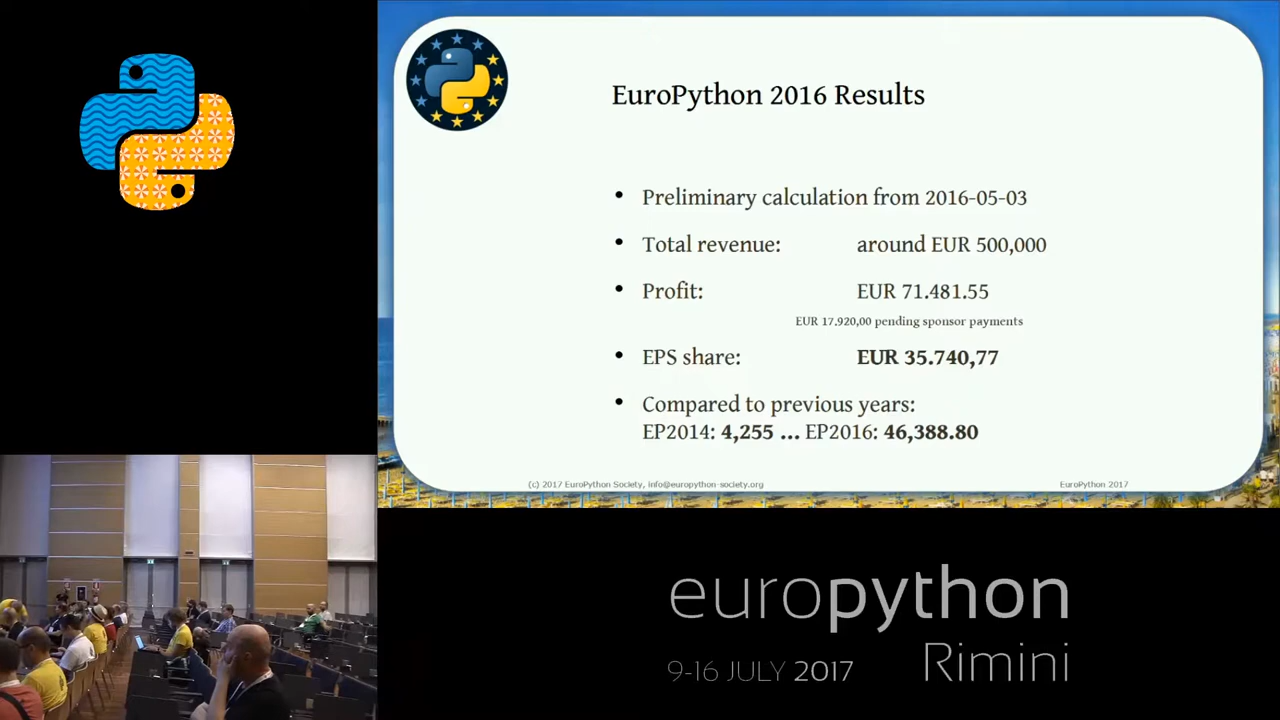 EuroPython 2016 Results
• Preliminary calculation from 2016-05-03
• Total revenue: around EUR 500,000
• Profit: EUR 71.481.55
EUR 17.920,00 pending sponsor payments
• EPS share: EUR 35.740,77
• Compared to previous years:
EP2014: 4,255 ... EP2016: 46,388.80
(c) 2017 EuroPython Society, info@europython-society.org
EuroPython 2017
europython
9-16 JULY 2017
Rimini